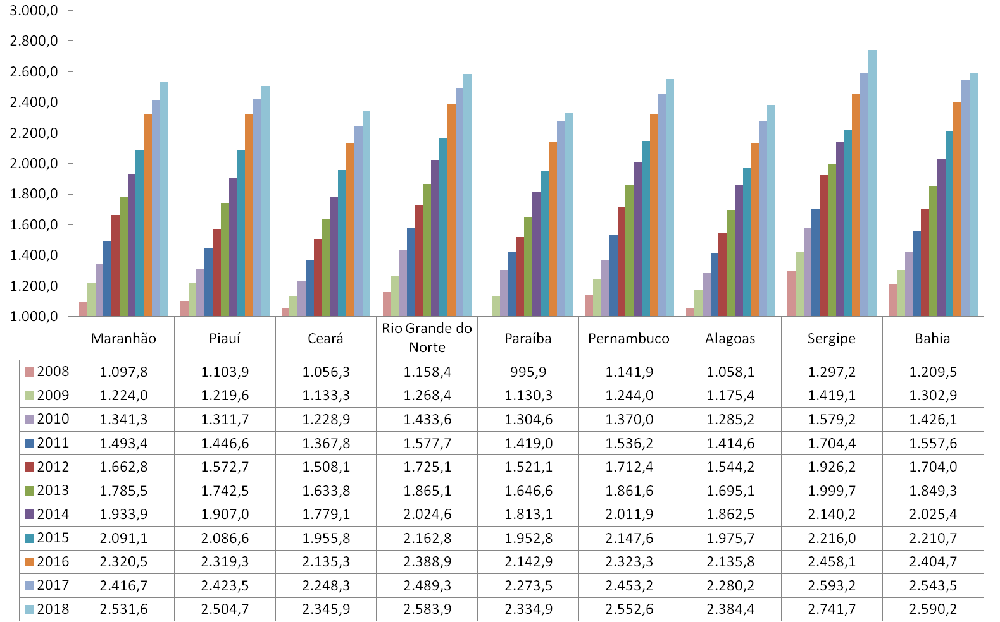 3.000,0
2.800,0
2.600,0
2.400,0
2.200,0
2.000,0
1.800,0
1.600,0
1.400,0
1.200,0
1.000,0
Maranhão Piauí Ceará Rio Grande do Norte Paraíba Pernambuco Alagoas Sergipe Bahia
2008 1.097,8 1.103,9 1.056,3 1.158,4 995,9 1.141,9 1.058,1 1.297,2 1.209,5
2009 1.224,0 1.219,6 1.133,3 1.268,4 1.130,3 1.244,0 1.175,4 1.419,1 1.302,9
2010 1.341,3 1.311,7 1.228,9 1.433,6 1.304,6 1.370,0 1.285,2 1.579,2 1.426,1
2011 1.493,4 1.446,6 1.367,8 1.577,7 1.419,0 1.536,2 1.414,6 1.704,4 1.557,6
2012 1.662,8 1.572,7 1.508,1 1.725,1 1.521,1 1.712,4 1.544,2 1.926,2 1.704,0
2013 1.785,5 1.742,5 1.633,8 1.865,1 1.646,6 1.861,6 1.695,1 1.999,7 1.849,3
2014 1.933,9 1.907,0 1.779,1 2.024,6 1.813,1 2.011,9 1.862,5 2.140,2 2.025,4
2015 2.091,1 2.086,6 1.955,8 2.162,8 1.952,8 2.147,6 1.975,7 2.216,0 2.210,7
2016 2.320,5 2.319,3 2.135,3 2.388,9 2.142,9 2.323,3 2.135,8 2.458,1 2.404,7
2017 2.416,7 2.423,5 2.248,3 2.489,3 2.273,5 2.453,2 2.280,2 2.593,2 2.543,5
2018 2.531,6 2.504,7 2.345,9 2.583,9 2.334,9 2.552,6 2.384,4 2.741,7 2.590,2